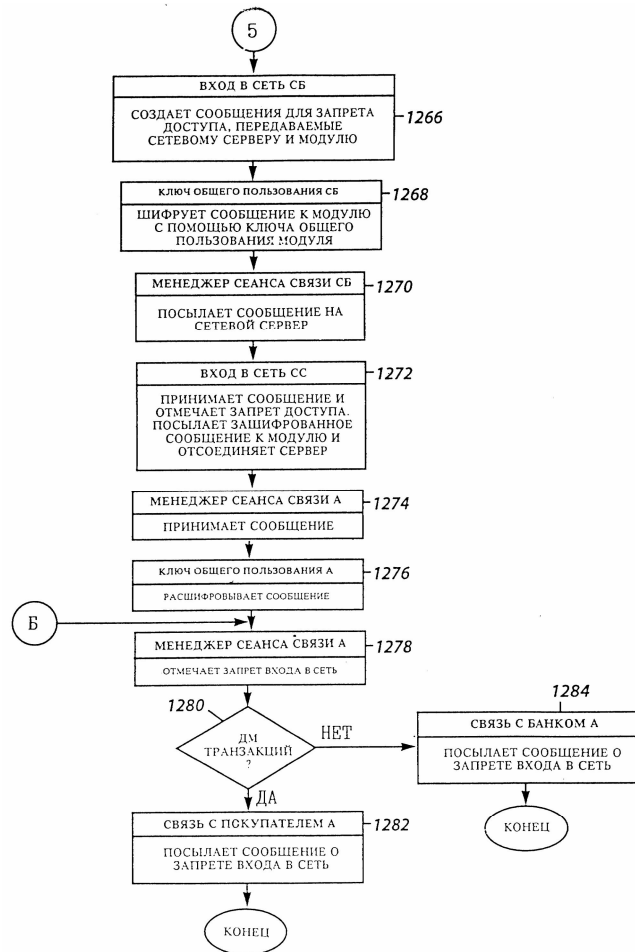 5
ВХОД В СЕТЬ СБ
СОЗДАЕТ СООБЩЕНИЯ ДЛЯ ЗАПРЕТА
ДОСТУПА, ПЕРЕДАВАЕМЫЕ
СЕТЕВОМУ СЕРВЕРУ И МОДУЛЮ
1266
КЛЮЧ ОБЩЕГО ПОЛЬЗОВАНИЯ СБ
ШИФРУЕТ СООБЩЕНИЕ К МОДУЛЮ
С ПОМОЩЬЮ КЛЮЧА ОБЩЕГО
ПОЛЬЗОВАНИЯ МОДУЛЯ
1268
МЕНЕДЖЕР СЕАНСА СВЯЗИ СБ
ПОСЫЛАЕТ СООБЩЕНИЕ НА
СЕТЕВОЙ СЕРВЕР
1270
ВХОД В СЕТЬ СС
ПРИНИМАЕТ СООБЩЕНИЕ И
ОТМЕЧАЕТ ЗАПРЕТ ДОСТУПА.
ПОСЫЛАЕТ ЗАШИФРОВАННОЕ
СООБЩЕНИЕ К МОДУЛЮ И
ОТСОЕДИНЯЕТ СЕРВЕР
1272
МЕНЕДЖЕР СЕАНСА СВЯЗИ А
ПРИНИМАЕТ СООБЩЕНИЕ
1274
КЛЮЧ ОБЩЕГО ПОЛЬЗОВАНИЯ А
РАСШИФРОВЫВАЕТ СООБЩЕНИЕ
1276
Б
МЕНЕДЖЕР СЕАНСА СВЯЗИ А
ОТМЕЧАЕТ ЗАПРЕТ ВХОДА В СЕТЬ
1278
1280
ДМ
ТРАНЗАКЦИЙ
?
НЕТ
ДА
1284
СВЯЗЬ С БАНКОМ А
ПОСЫЛАЕТ СООБЩЕНИЕ О
ЗАПРЕТЕ ВХОДА В СЕТЬ
КОНЕЦ
СВЯЗЬ С ПОКУПАТЕЛЕМ А
ПОСЫЛАЕТ СООБЩЕНИЕ О
ЗАПРЕТЕ ВХОДА В СЕТЬ
1282
КОНЕЦ